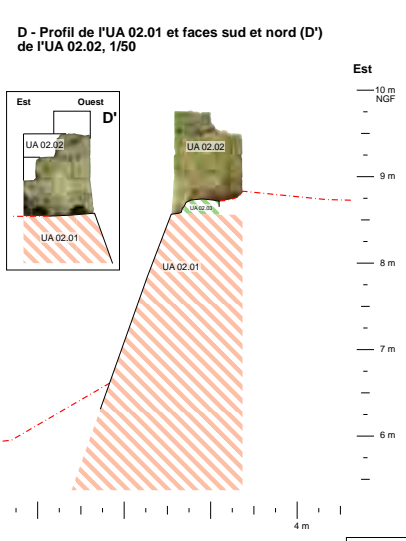 D - Profil de l'UA 02.01 et faces sud et nord (D')
de l'UA 02.02, 1/50
Est
10 m
NGF
Est Ouest
D'
UA 02.02
UA 02.02
9 m
UA 02.03
UA 02.01
UA 02.01
8 m
7 m
6 m
4 m